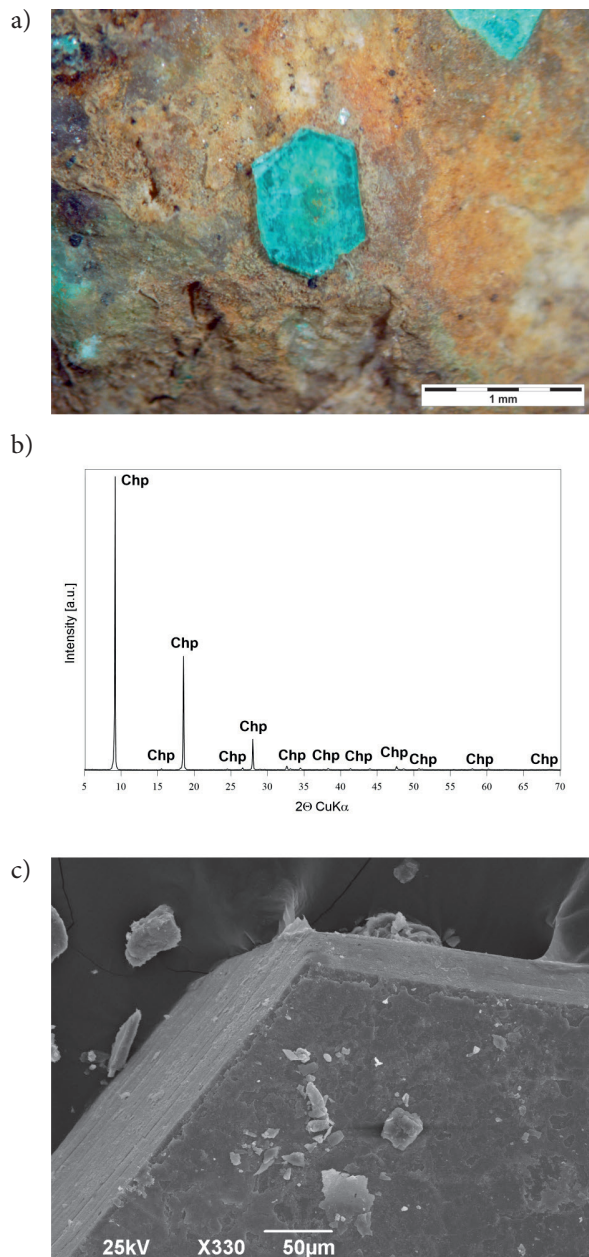 a)
1 mm
b)
Chp
Chp
Chp
Chp Chp Chp Chp Chp Chp Chp Chp Chp
Intensity [a.u.]
5 10 15 20 25 30 35 40 45 50 55 60 65 70
2Θ CuKα
c)
25kV X330 50µm